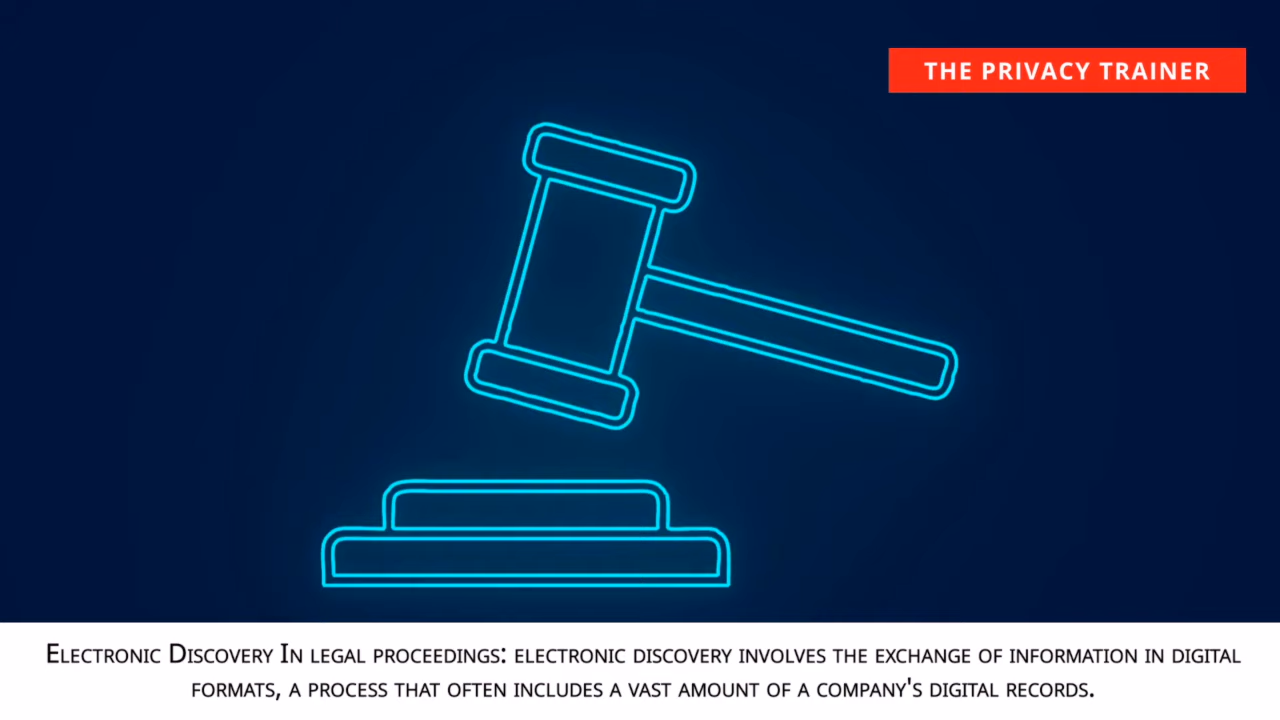 THE PRIVACY TRAINER
Electronic Discovery In legal proceedings: electronic discovery involves the exchange of information in digital
formats, a process that often includes a vast amount of a company's digital records.